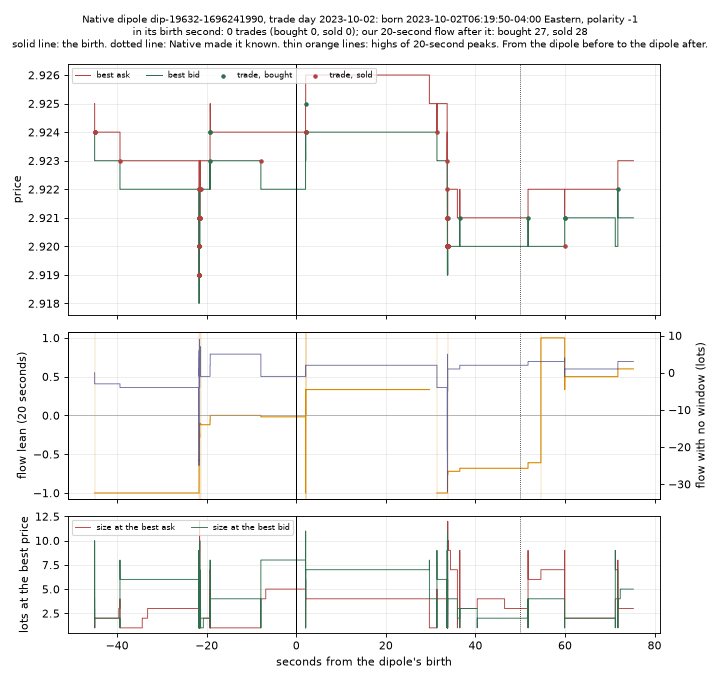 Native dipole dip-19632-1696241990, trade day 2023-10-02: born 2023-10-02T06:19:50-04:00 Eastern, polarity -1
in its birth second: 0 trades (bought 0, sold 0); our 20-second flow after it: bought 27, sold 28
solid line: the birth. dotted line: Native made it known. thin orange lines: highs of 20-second peaks. From the dipole before to the dipole after.
best ask
best bid
trade, bought
trade, sold
2.926
2.925
2.924
2.923
2.922
2.921
2.920
2.919
2.918
price
1.0
0.5
0.0
−0.5
−1.0
flow lean (20 seconds)
10
0
−10
−20
−30
flow with no window (lots)
size at the best ask
size at the best bid
12.5
10.0
7.5
5.0
2.5
lots at the best price
−40
−20
0
20
40
60
80
seconds from the dipole's birth